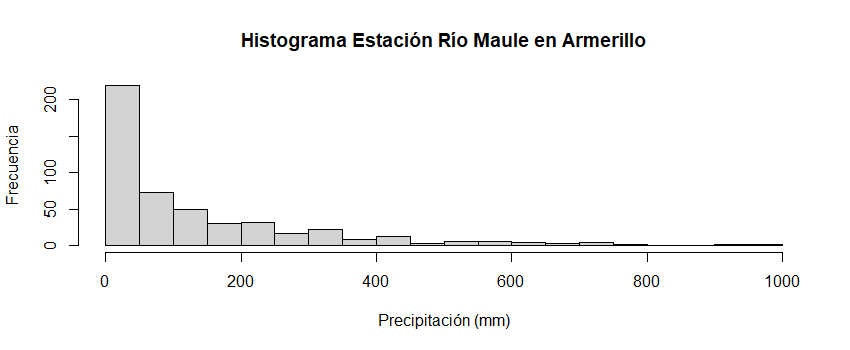 Histograma Estación Río Maule en Armerillo
Frecuencia
200
100
50
0
0 200 400 600 800 1000
Precipitación (mm)